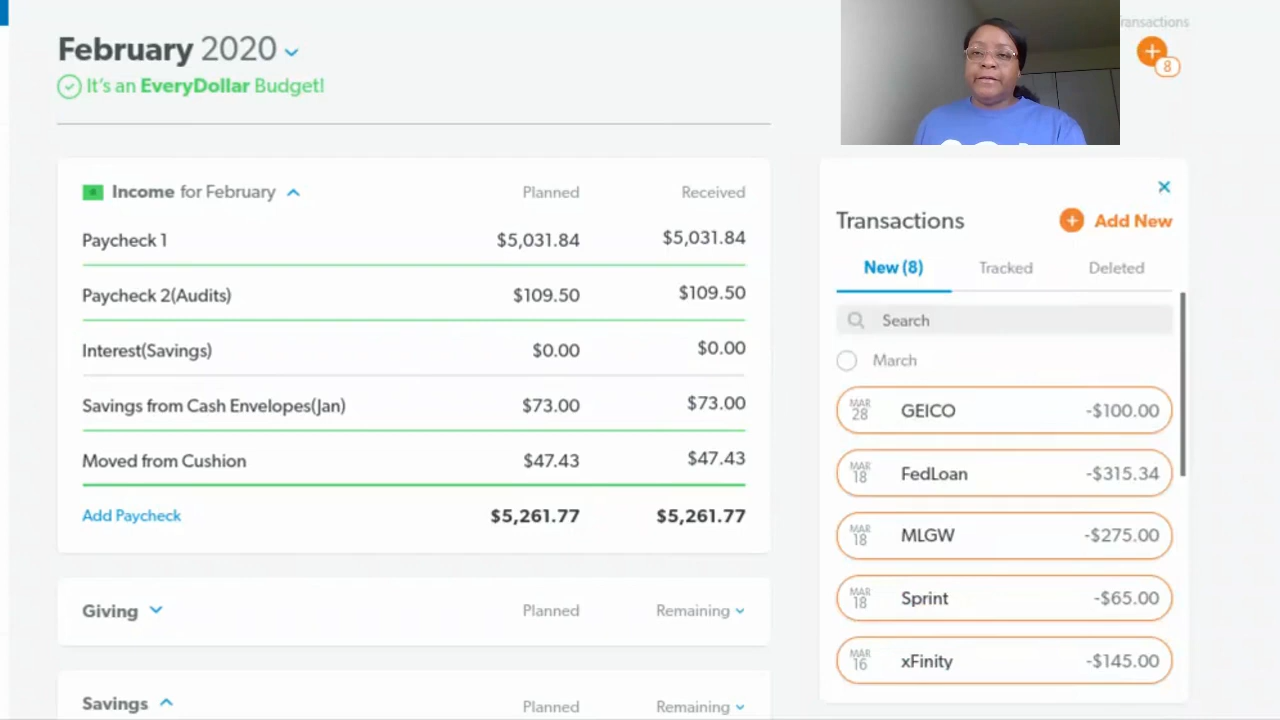 February 2020
It's an EveryDollar Budget!
Transactions
8
Income for February Planned Received
Paycheck 1 $5,031.84 $5,031.84
Paycheck 2(Audits) $109.50 $109.50
Interest(Savings) $0.00 $0.00
Savings from Cash Envelopes(Jan) $73.00 $73.00
Moved from Cushion $47.43 $47.43
Add Paycheck $5,261.77 $5,261.77
Giving Planned Remaining
Savings Planned Remaining
Transactions Add New
New (8) Tracked Deleted
Search
March
MAR 28 GEICO -$100.00
MAR 18 FedLoan -$315.34
MAR 18 MLGW -$275.00
MAR 18 Sprint -$65.00
MAR 16 xFinity -$145.00